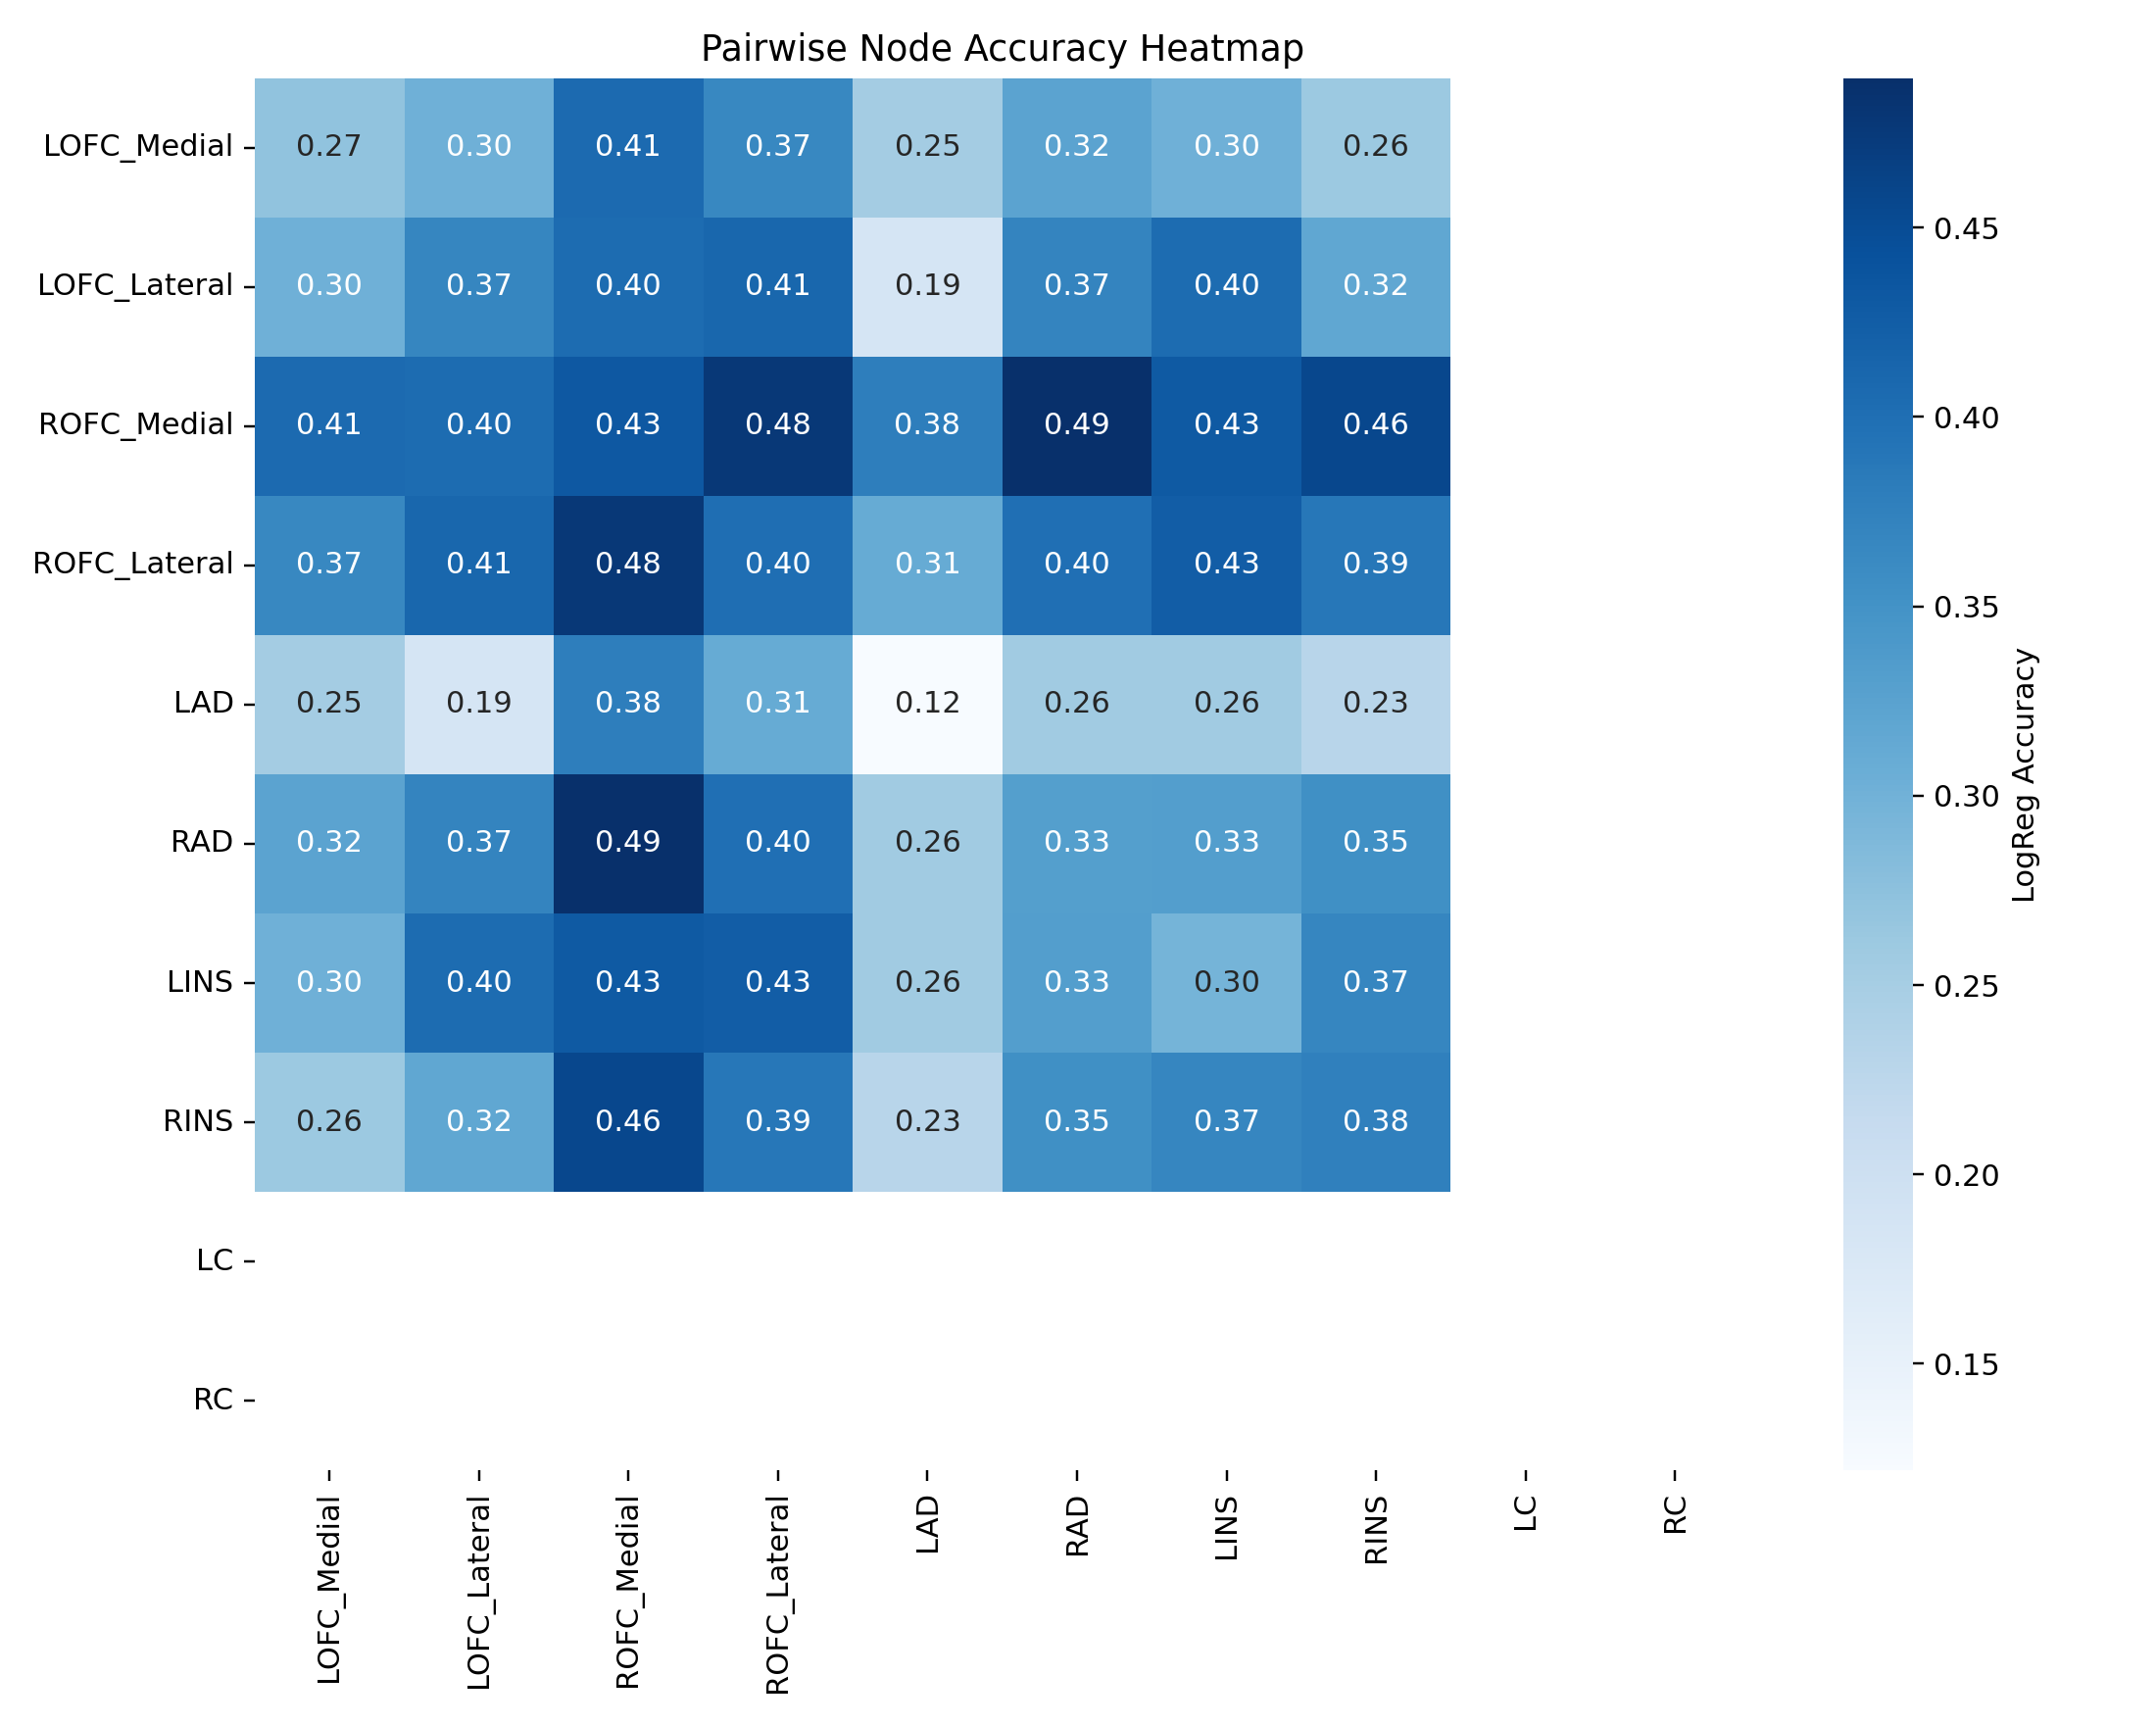 Pairwise Node Accuracy Heatmap
LOFC_Medial 0.27 0.30 0.41 0.37 0.25 0.32 0.30 0.26
LOFC_Lateral 0.30 0.37 0.40 0.41 0.19 0.37 0.40 0.32
ROFC_Medial 0.41 0.40 0.43 0.48 0.38 0.49 0.43 0.46
ROFC_Lateral 0.37 0.41 0.48 0.40 0.31 0.40 0.43 0.39
LAD 0.25 0.19 0.38 0.31 0.12 0.26 0.26 0.23
RAD 0.32 0.37 0.49 0.40 0.26 0.33 0.33 0.35
LINS 0.30 0.40 0.43 0.43 0.26 0.33 0.30 0.37
RINS 0.26 0.32 0.46 0.39 0.23 0.35 0.37 0.38
LC
RC
LOFC_Medial
LOFC_Lateral
ROFC_Medial
ROFC_Lateral
LAD
RAD
LINS
RINS
LC
RC
0.45
0.40
0.35
0.30
0.25
0.20
0.15
LogReg Accuracy